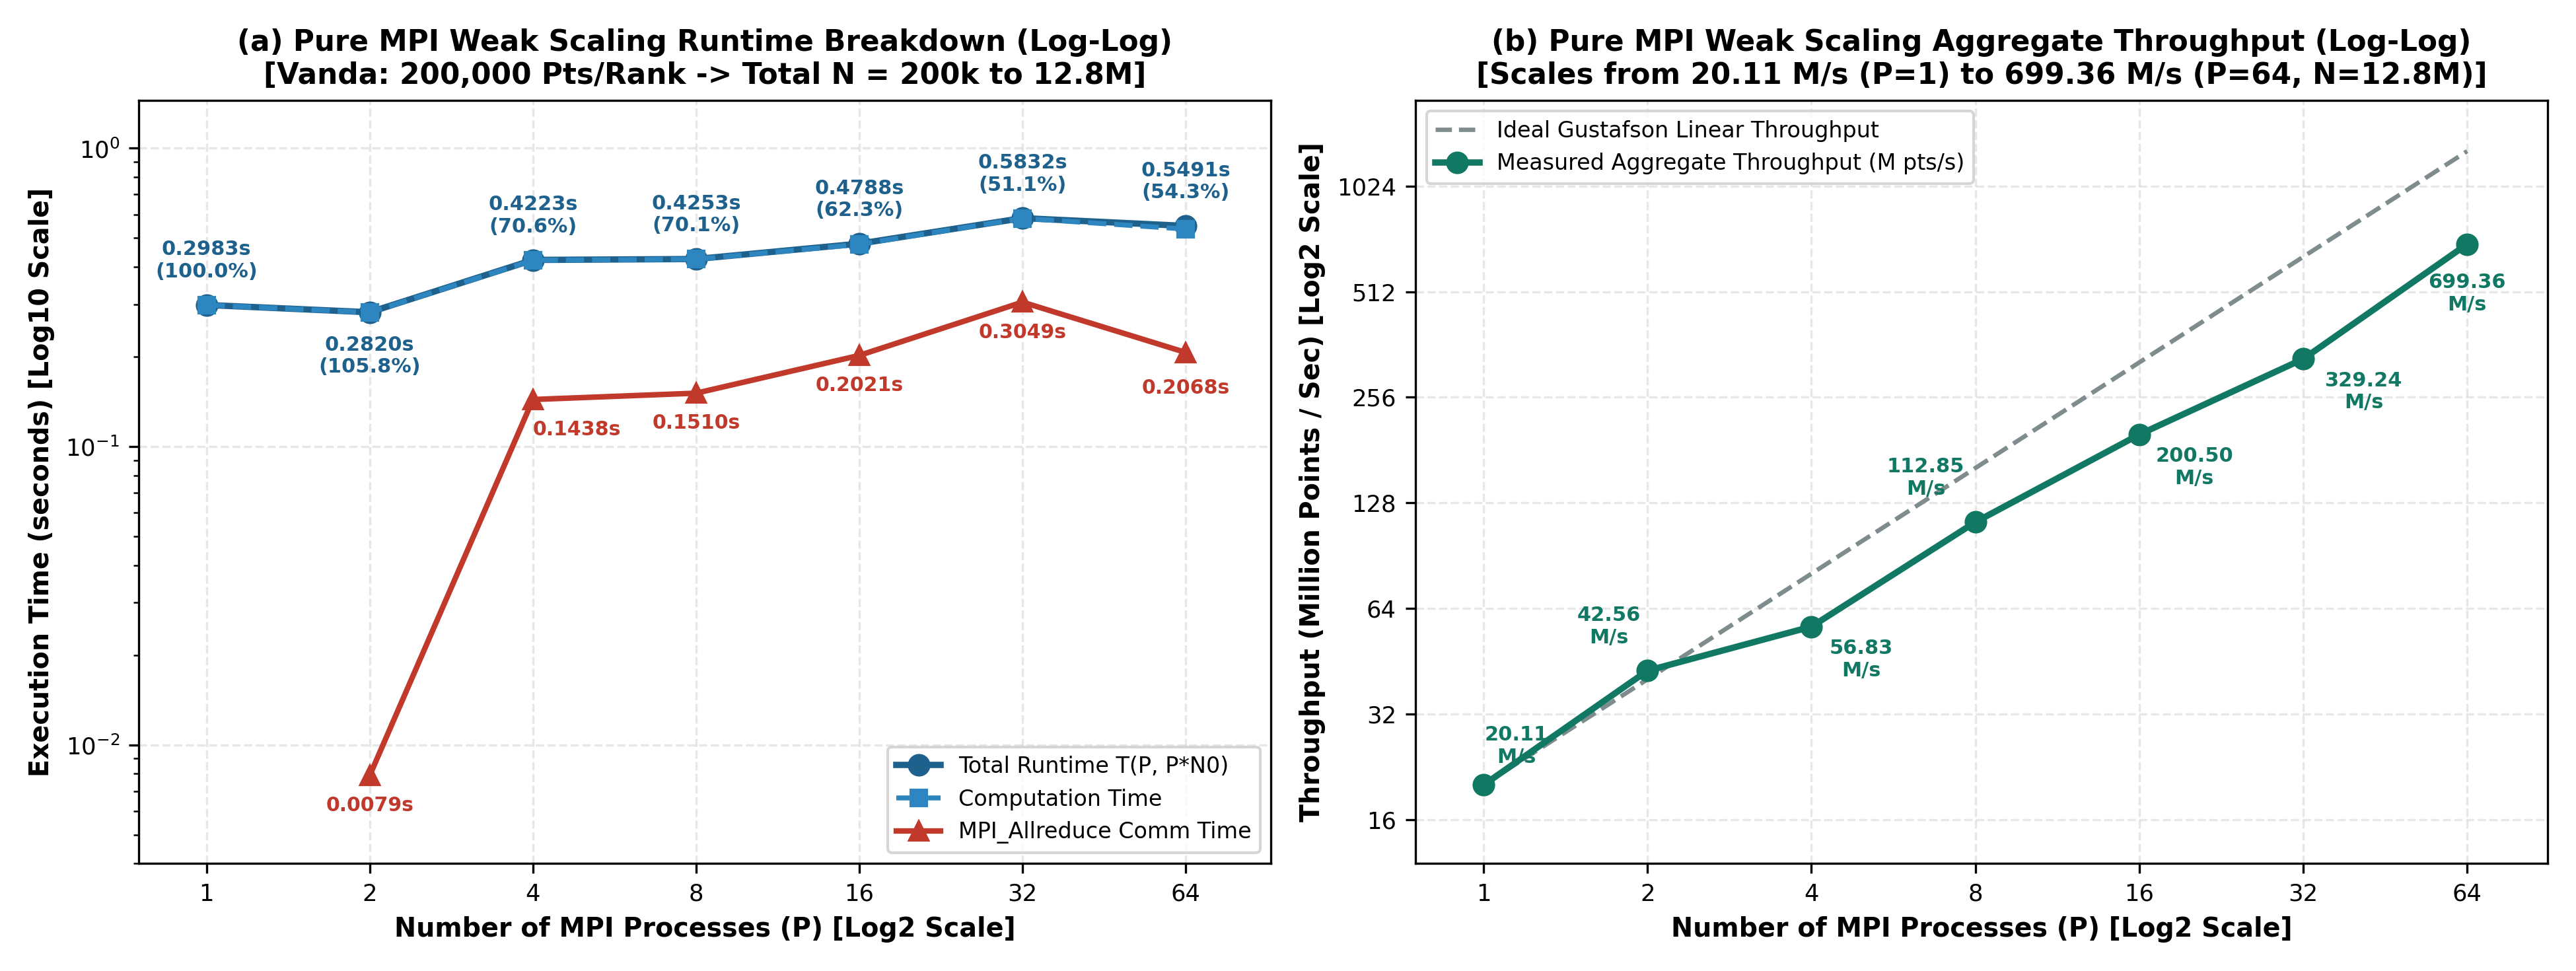 (a) Pure MPI Weak Scaling Runtime Breakdown (Log-Log)
[Vanda: 200,000 Pts/Rank -> Total N = 200k to 12.8M]
Execution Time (seconds) [Log10 Scale]
10⁰
10⁻¹
10⁻²
0.2983s
(100.0%)
0.2820s
(105.8%)
0.4223s
(70.6%)
0.4253s
(70.1%)
0.4788s
(62.3%)
0.5832s
(51.1%)
0.5491s
(54.3%)
0.0079s
0.1438s
0.1510s
0.2021s
0.3049s
0.2068s
Total Runtime T(P, P*N0)
Computation Time
MPI_Allreduce Comm Time
1 2 4 8 16 32 64
Number of MPI Processes (P) [Log2 Scale]
(b) Pure MPI Weak Scaling Aggregate Throughput (Log-Log)
[Scales from 20.11 M/s (P=1) to 699.36 M/s (P=64, N=12.8M)]
Throughput (Million Points / Sec) [Log2 Scale]
Ideal Gustafson Linear Throughput
Measured Aggregate Throughput (M pts/s)
1024
512
256
128
64
32
16
20.11
M/s
42.56
M/s
56.83
M/s
112.85
M/s
200.50
M/s
329.24
M/s
699.36
M/s
1 2 4 8 16 32 64
Number of MPI Processes (P) [Log2 Scale]